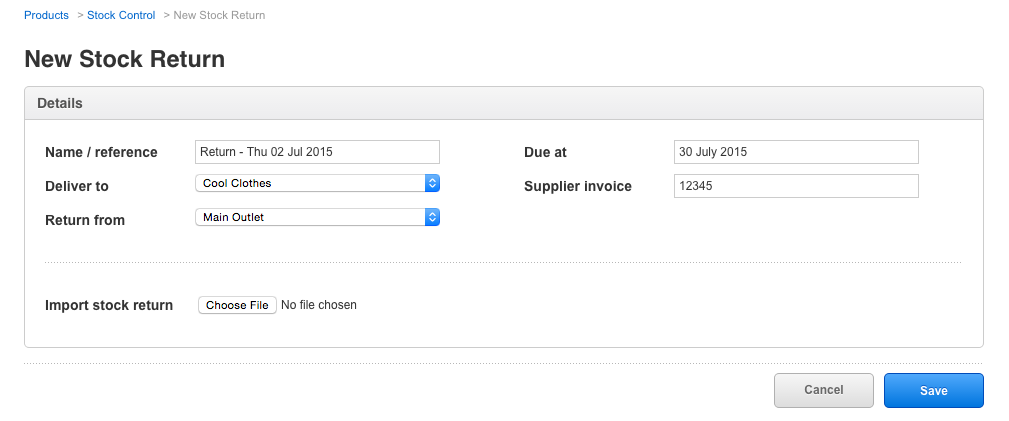 Products > Stock Control > New Stock Return
New Stock Return
Details
Name / reference Return - Thu 02 Jul 2015 Due at 30 July 2015
Deliver to Cool Clothes Supplier invoice 12345
Return from Main Outlet
Import stock return Choose File No file chosen
Cancel Save